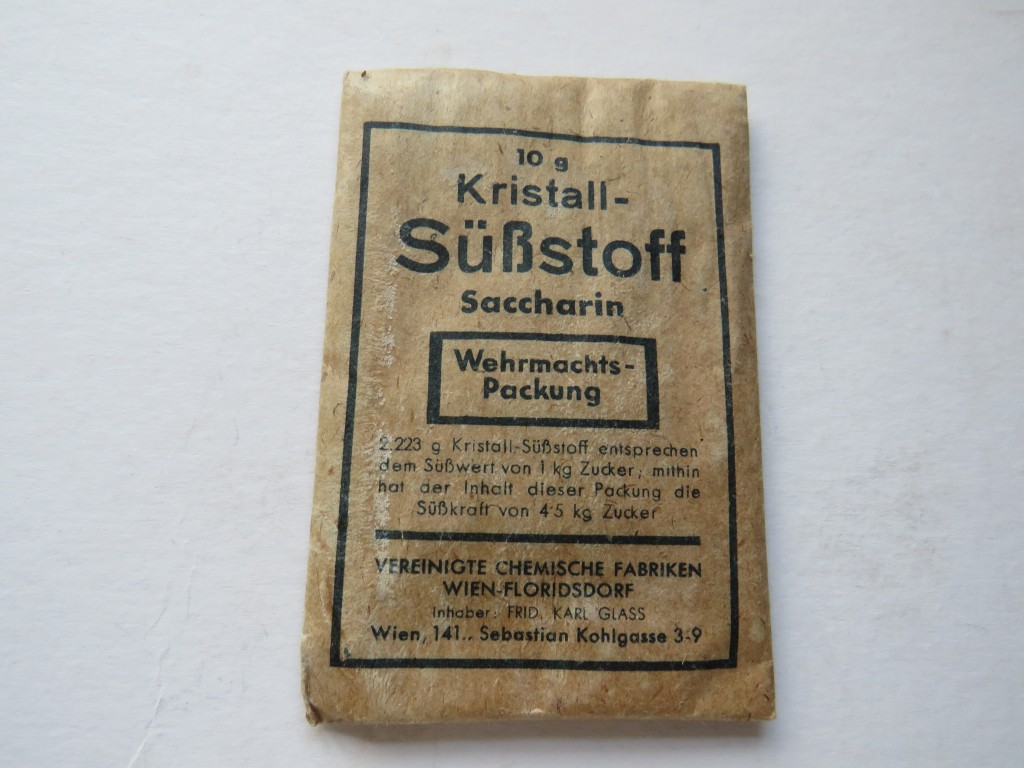 10 g
Kristall-
Süßstoff
Saccharin
Wehrmachts-
Packung
2.223 g Kristall-Süßstoff entsprechen
dem Süßwert von 1 kg Zucker; mithin
hat der Inhalt dieser Packung die
Süßkraft von 4·5 kg Zucker
VEREINIGTE CHEMISCHE FABRIKEN
WIEN-FLORIDSDORF
Inhaber: FRID. KARL GLASS
Wien, 141., Sebastian Kohlgasse 3-9